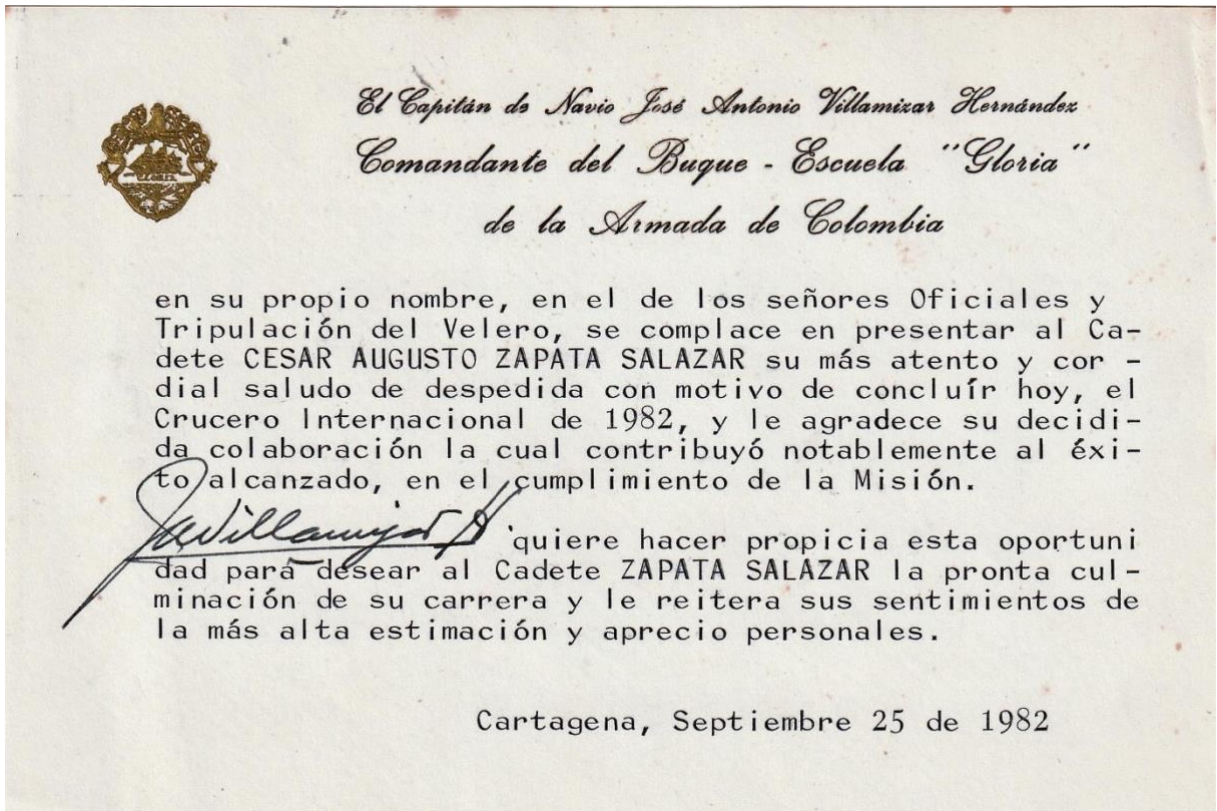 El Capitán de Navio José Antonio Villamizar Hernández
Comandante del Buque - Escuela "Gloria"
de la Armada de Colombia
en su propio nombre, en el de los señores Oficiales y
Tripulación del Velero, se complace en presentar al Ca-
dete CESAR AUGUSTO ZAPATA SALAZAR su más atento y cor -
dial saludo de despedida con motivo de concluír hoy, el
Crucero Internacional de 1982, y le agradece su decidi-
da colaboración la cual contribuyó notablemente al éxi-
to alcanzado, en el cumplimiento de la Misión.
JAVillamizar H quiere hacer propicia esta oportuni
dad para desear al Cadete ZAPATA SALAZAR la pronta cul-
minación de su carrera y le reitera sus sentimientos de
la más alta estimación y aprecio personales.
Cartagena, Septiembre 25 de 1982